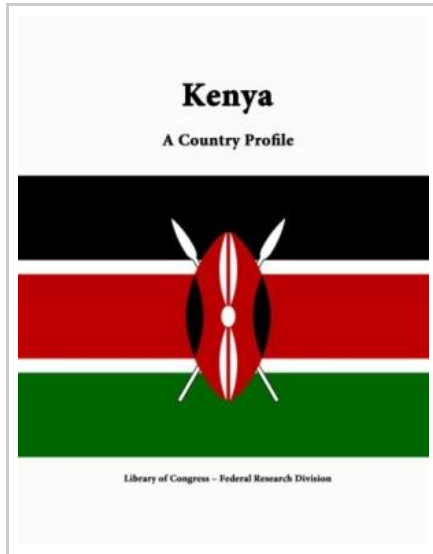 Kenya
A Country Profile
Library of Congress – Federal Research Division